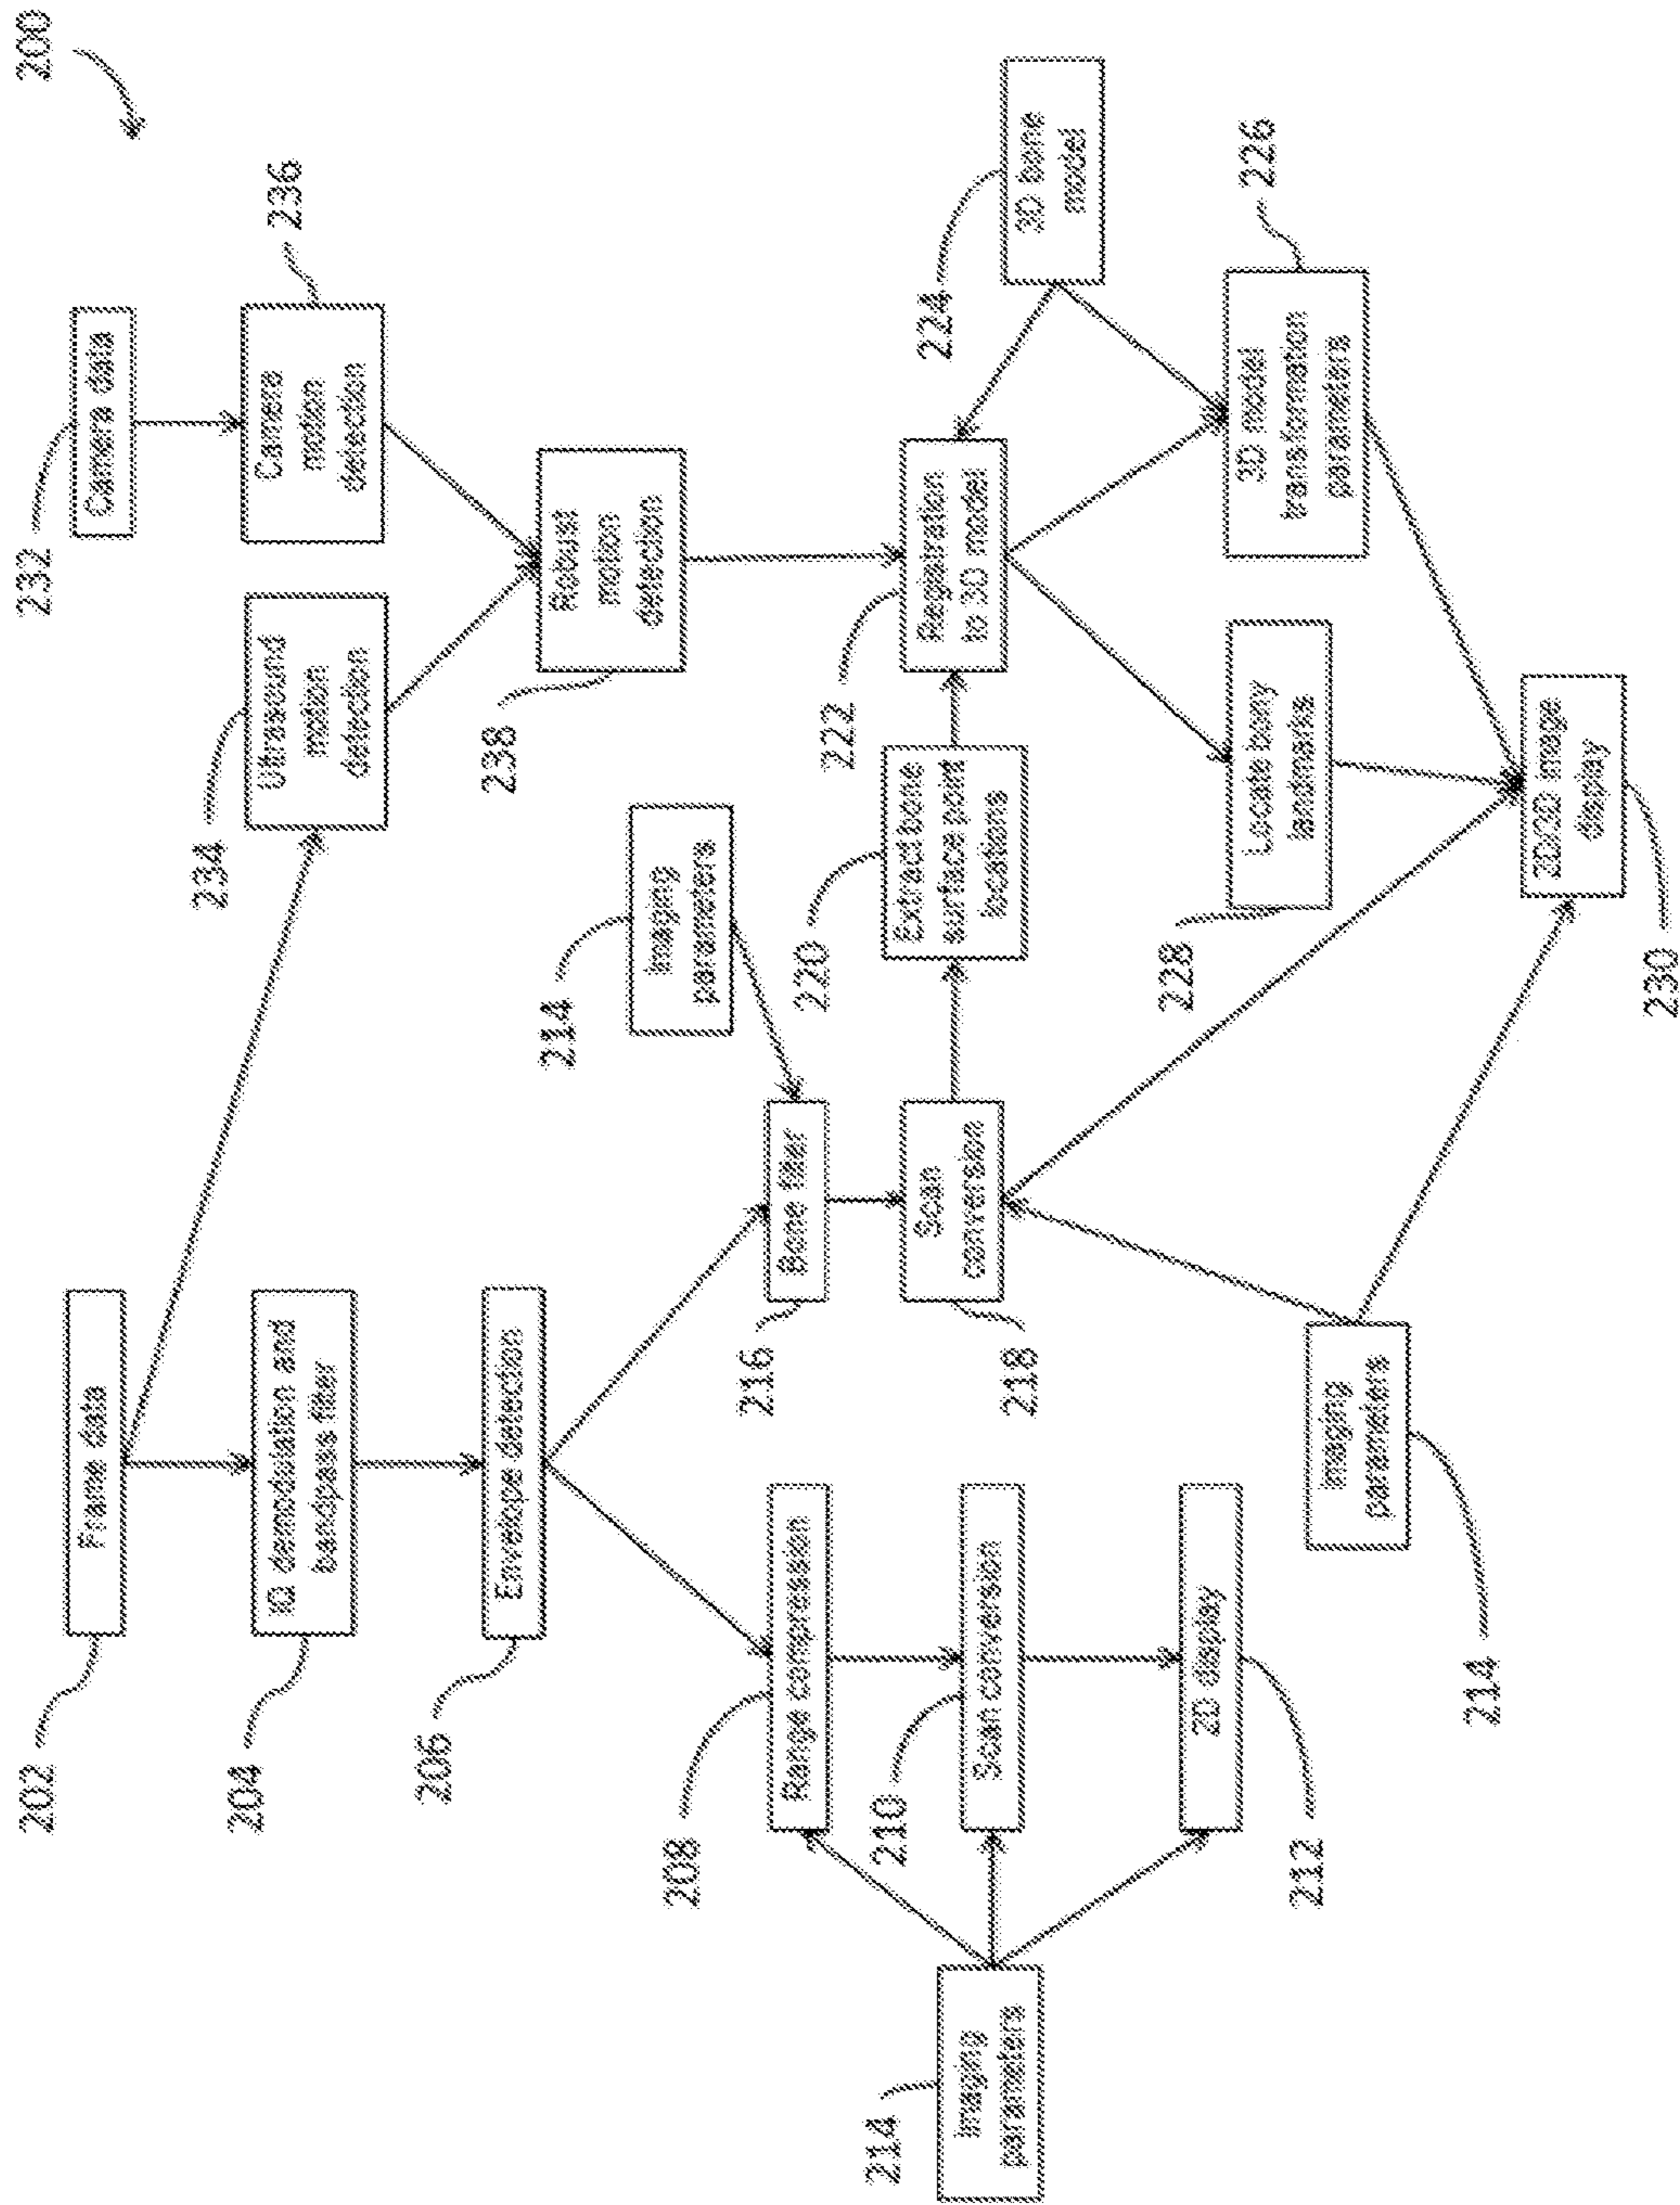 200
202
Frame data
232
Camera data
204
IQ demodulation and
bandpass filter
234
Ultrasound
motion
detection
236
Camera
motion
detection
206
Envelope detection
238
Robust
motion
detection
214
Imaging
parameters
208
Range compression
216
Bone filter
214
Imaging
parameters
210
Scan conversion
218
Scan
conversion
220
Extract bone
surface point
locations
222
Registration
to 3D model
224
3D bone
model
212
2D display
228
Locate bony
landmarks
226
3D model
transformation
parameters
214
Imaging
parameters
230
2D/3D image
display